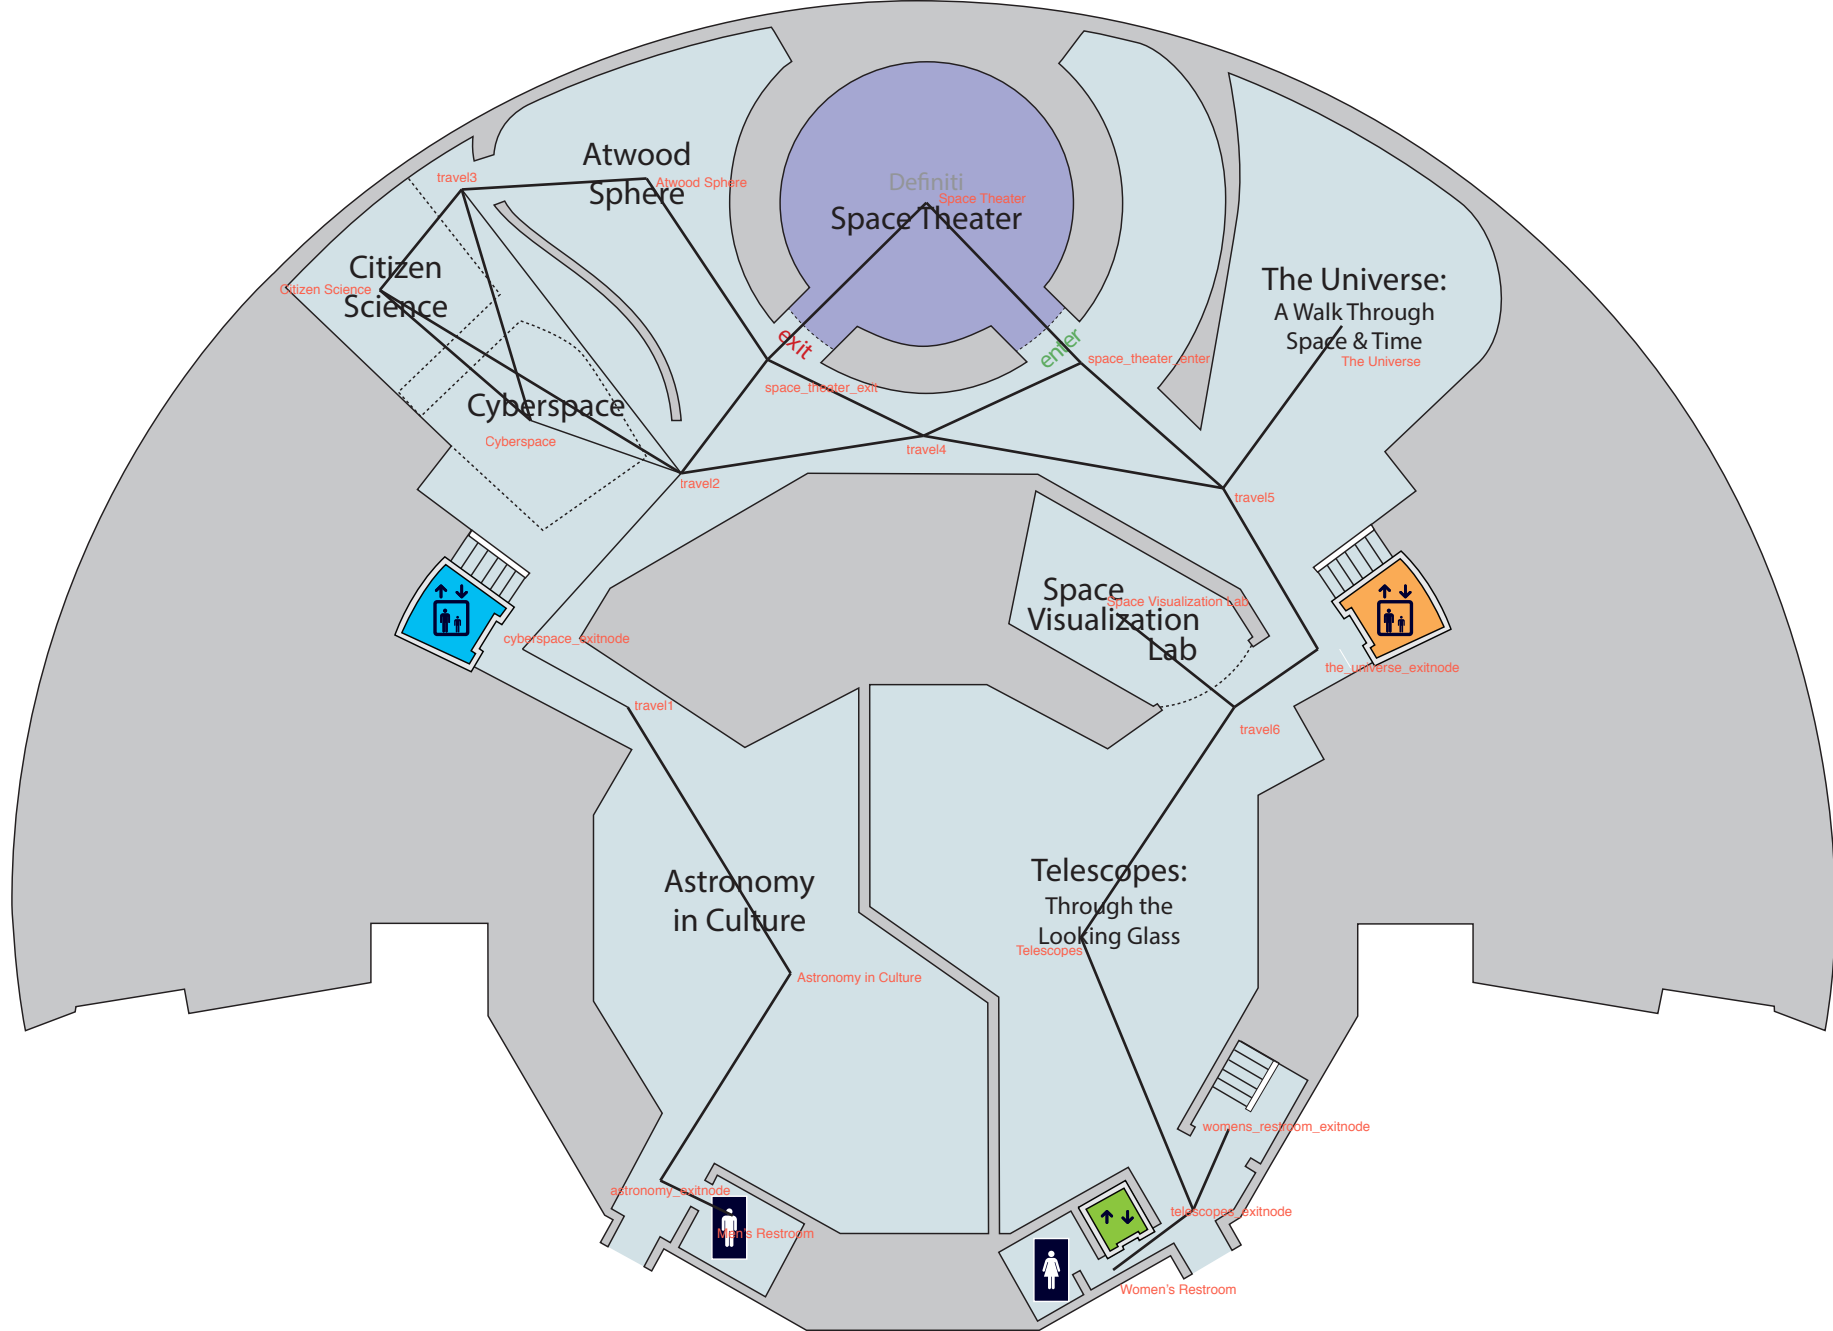 Atwood
Sphere
travel3
Atwood Sphere
Definiti
Space Theater
Space Theater
Citizen
Science
Citizen Science
The Universe:
A Walk Through
Space & Time
The Universe
exit
enter
space_theater_enter
space_theater_exit
Cyberspace
Cyberspace
travel4
travel2
travel5
Space
Visualization
Lab
Space Visualization Lab
cyberspace_exitnode
the_universe_exitnode
travel1
travel6
Astronomy
in Culture
Telescopes:
Through the
Looking Glass
Telescopes
Astronomy in Culture
womens_restroom_exitnode
astronomy_exitnode
telescopes_exitnode
Men's Restroom
Women's Restroom